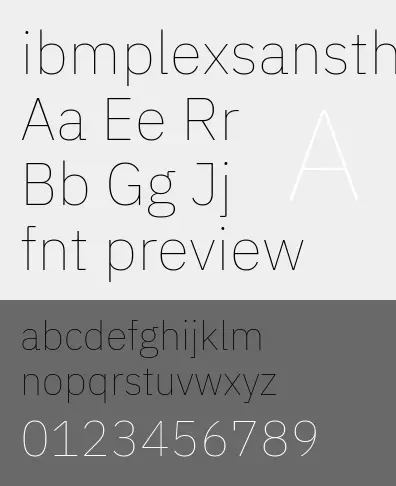 ibmplexsansth
Aa Ee Rr
A
Bb Gg Jj
fnt preview
abcdefghijklm
nopqrstuvwxyz
0123456789